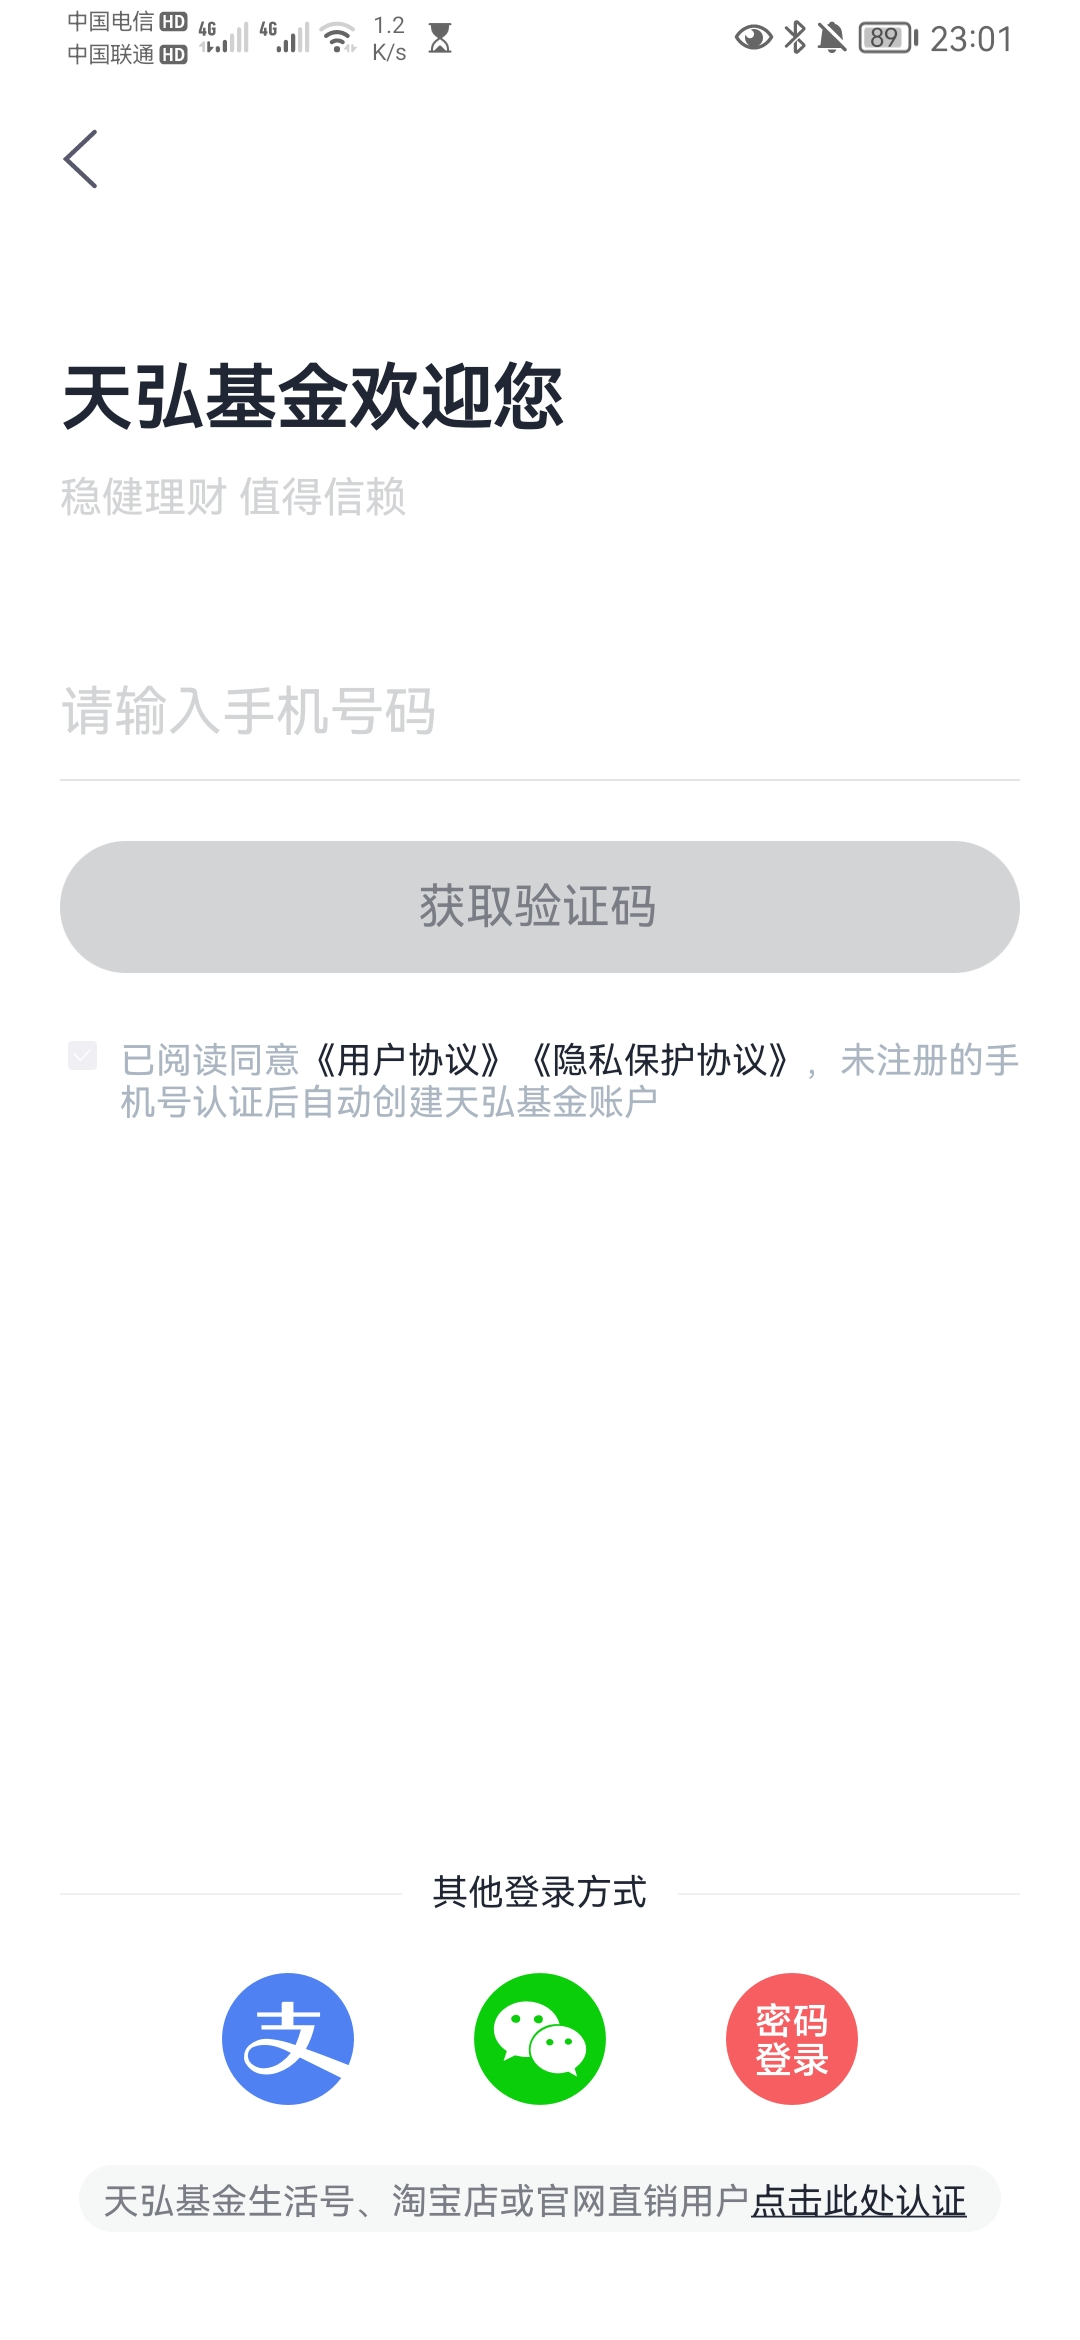 中国电信 HD 4G 4G 1.2 K/s 89 23:01
中国联通 HD
天弘基金欢迎您
稳健理财 值得信赖
请输入手机号码
获取验证码
已阅读同意《用户协议》《隐私保护协议》，未注册的手
机号认证后自动创建天弘基金账户
其他登录方式
支
密码
登录
天弘基金生活号、淘宝店或官网直销用户点击此处认证